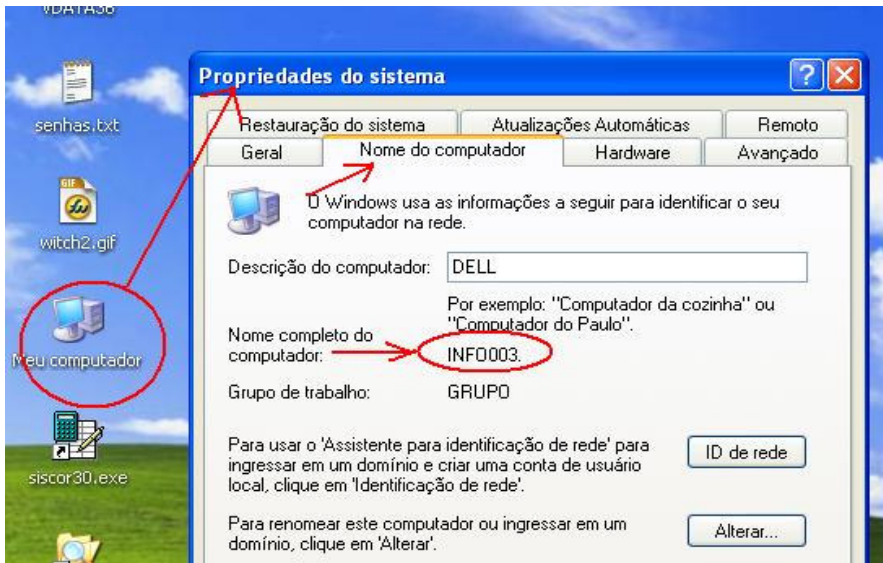 VDATA36
senhas.txt
GIF
witch2.gif
Meu computador
siscor30.exe
Propriedades do sistema
Restauração do sistema
Atualizações Automáticas
Remoto
Geral
Nome do computador
Hardware
Avançado
O Windows usa as informações a seguir para identificar o seu
computador na rede.
Descrição do computador:
DELL
Por exemplo: "Computador da cozinha" ou
"Computador do Paulo".
Nome completo do
computador:
INFO003.
Grupo de trabalho:
GRUPO
Para usar o 'Assistente para identificação de rede' para
ingressar em um domínio e criar uma conta de usuário
local, clique em 'Identificação de rede'.
ID de rede
Para renomear este computador ou ingressar em um
domínio, clique em 'Alterar'.
Alterar...